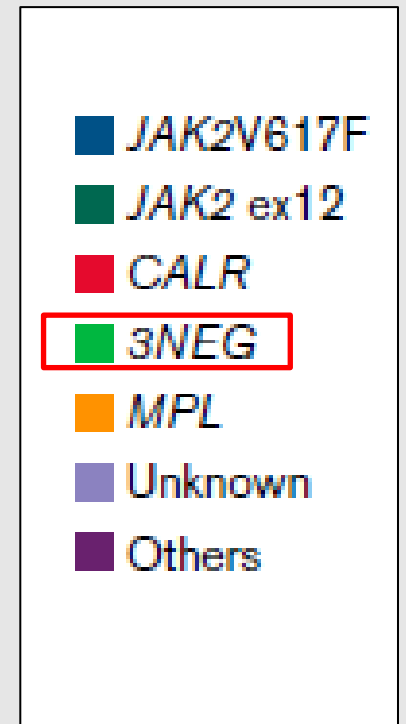 JAK2V617F
JAK2 ex12
CALR
3NEG
MPL
Unknown
Others